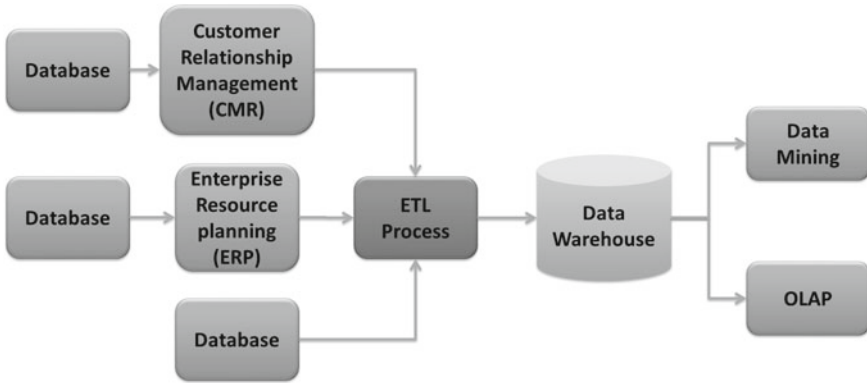 Database
Customer
Relationship
Management
(CMR)
Database
Enterprise
Resource
planning
(ERP)
Database
ETL
Process
Data
Warehouse
Data
Mining
OLAP